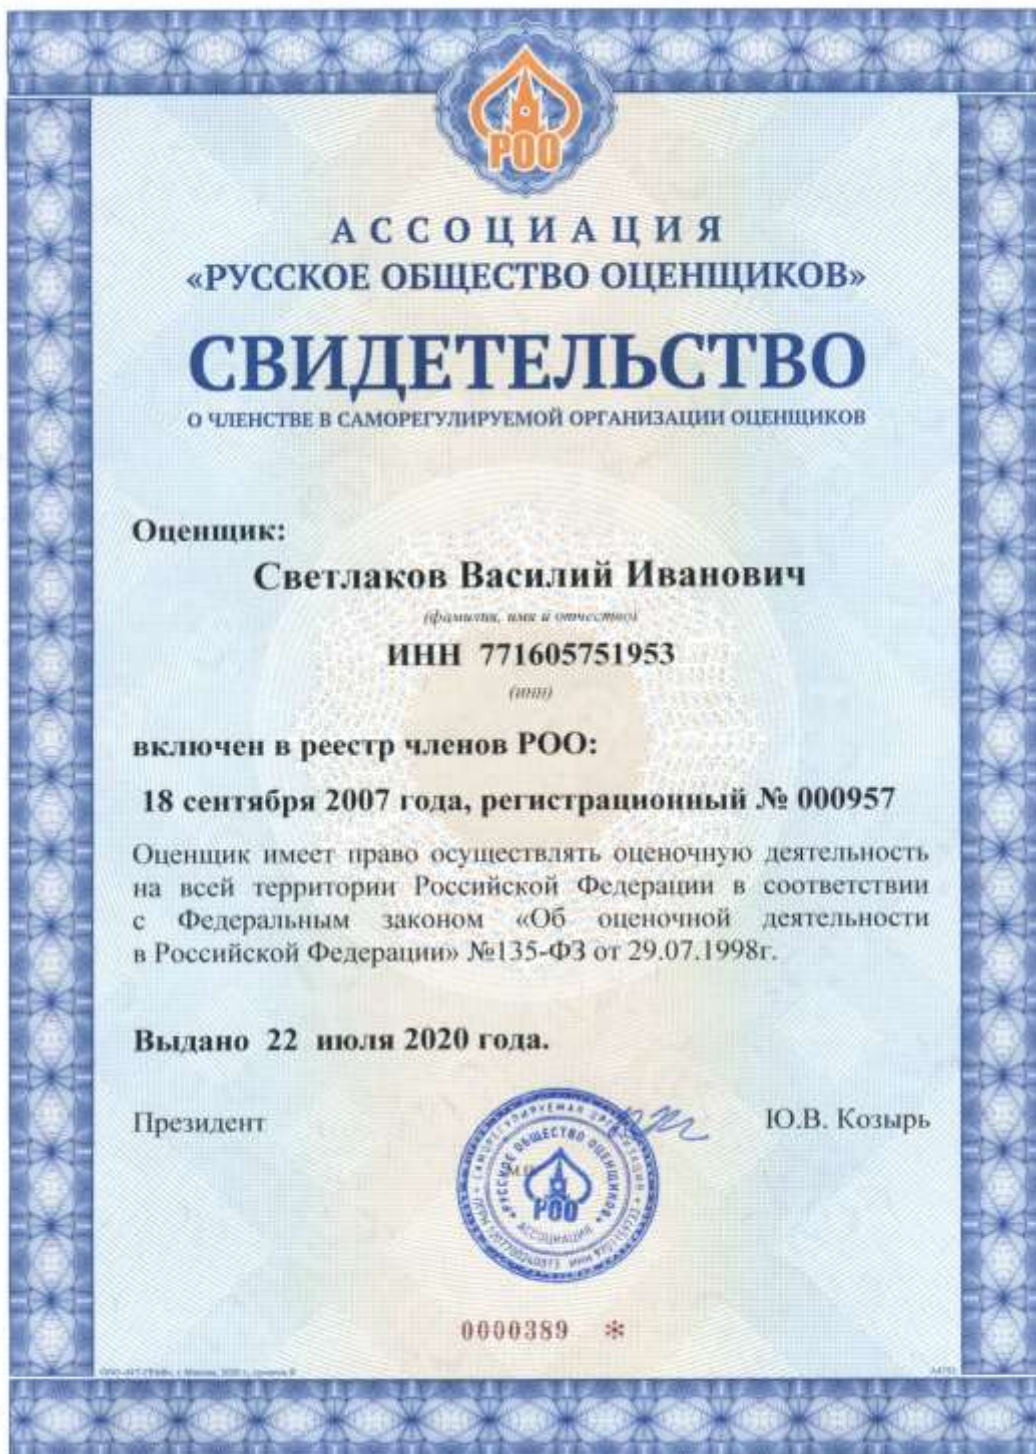 РОО
АССОЦИАЦИЯ
«РУССКОЕ ОБЩЕСТВО ОЦЕНЩИКОВ»
СВИДЕТЕЛЬСТВО
О ЧЛЕНСТВЕ В САМОРЕГУЛИРУЕМОЙ ОРГАНИЗАЦИИ ОЦЕНЩИКОВ
Оценщик:
Светлаков Василий Иванович
(фамилия, имя и отчество)
ИНН 771605751953
(инн)
включен в реестр членов РОО:
18 сентября 2007 года, регистрационный № 000957
Оценщик имеет право осуществлять оценочную деятельность
на всей территории Российской Федерации в соответствии
с Федеральным законом «Об оценочной деятельности
в Российской Федерации» №135-ФЗ от 29.07.1998г.
Выдано 22 июля 2020 года.
Президент
Ю.В. Козырь
САМОРЕГУЛИРУЕМАЯ ОРГАНИЗАЦИЯ
«РУССКОЕ ОБЩЕСТВО ОЦЕНЩИКОВ»
РОО
АССОЦИАЦИЯ
0000389 *